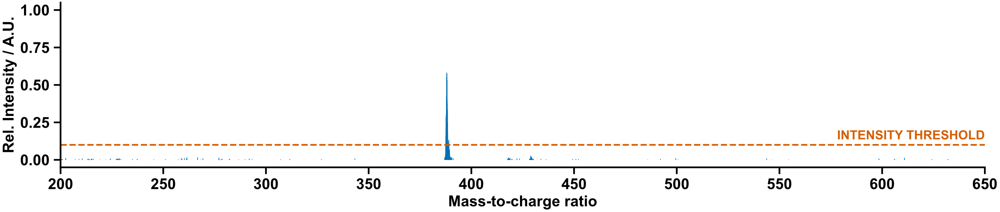 Rel. Intensity / A.U.
1.00
0.75
0.50
0.25
0.00
INTENSITY THRESHOLD
200 250 300 350 400 450 500 550 600 650
Mass-to-charge ratio